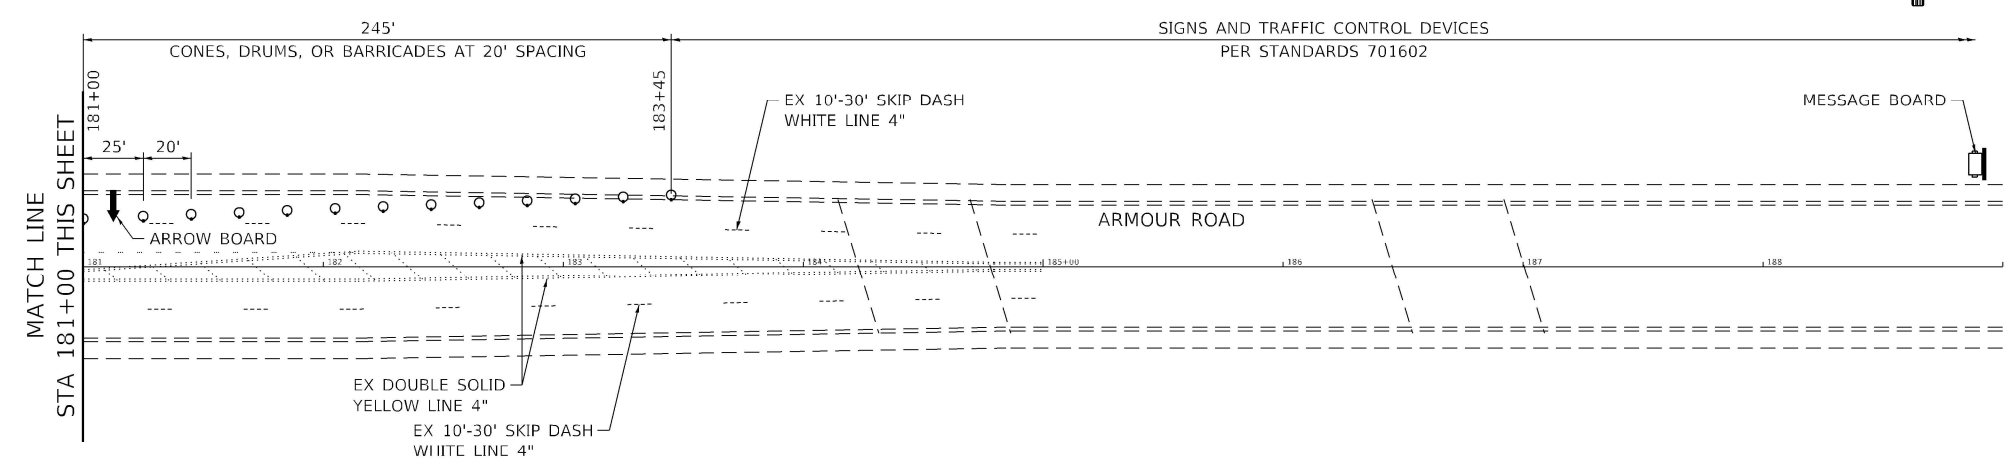 245'
CONES, DRUMS, OR BARRICADES AT 20' SPACING
SIGNS AND TRAFFIC CONTROL DEVICES
PER STANDARDS 701602
181+00
183+45
EX 10'-30' SKIP DASH
WHITE LINE 4"
MESSAGE BOARD
25'
20'
MATCH LINE
STA 181+00 THIS SHEET
ARROW BOARD
ARMOUR ROAD
181
182
183
184
185+00
186
187
188
EX DOUBLE SOLID
YELLOW LINE 4"
EX 10'-30' SKIP DASH
WHITE LINE 4"